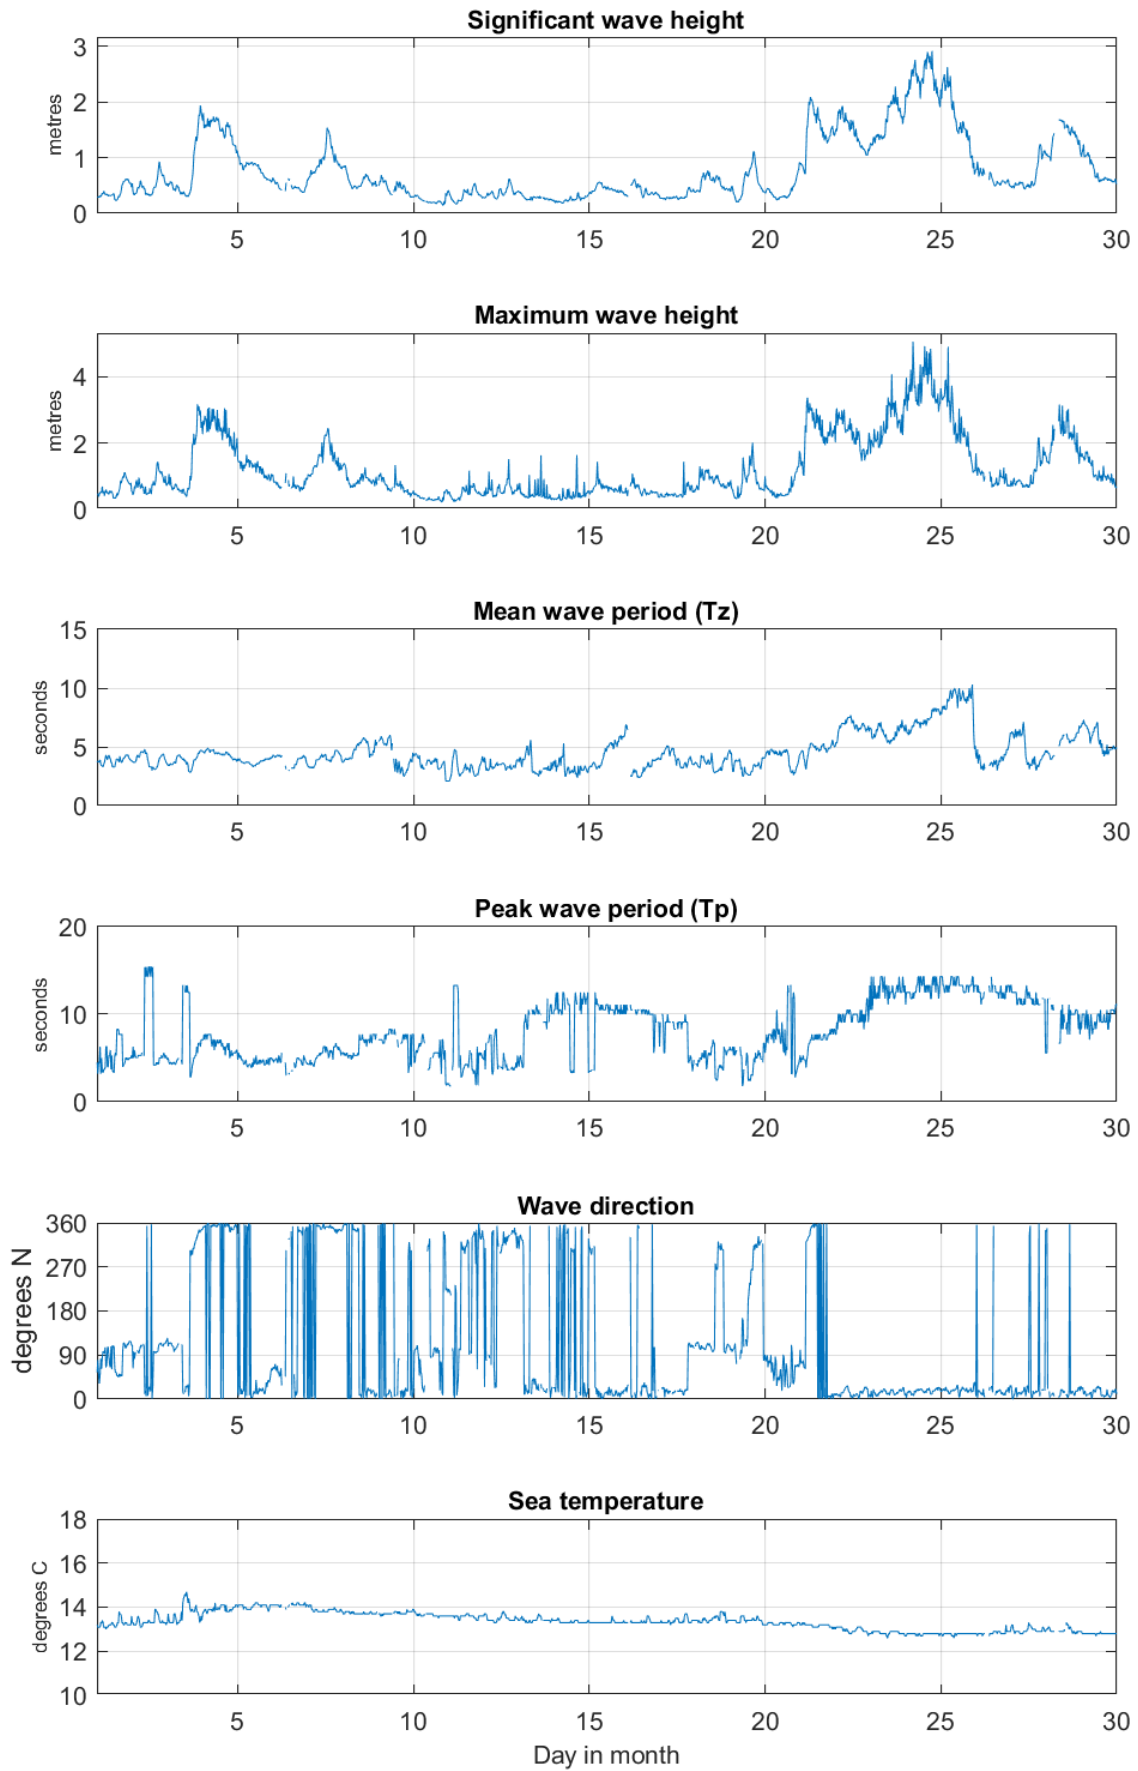 Significant wave height
metres
3
2
1
0
5 10 15 20 25 30
Maximum wave height
metres
4
2
0
5 10 15 20 25 30
Mean wave period (Tz)
seconds
15
10
5
0
5 10 15 20 25 30
Peak wave period (Tp)
seconds
20
10
0
5 10 15 20 25 30
Wave direction
degrees N
360
270
180
90
0
5 10 15 20 25 30
Sea temperature
degrees C
18
16
14
12
10
5 10 15 20 25 30
Day in month